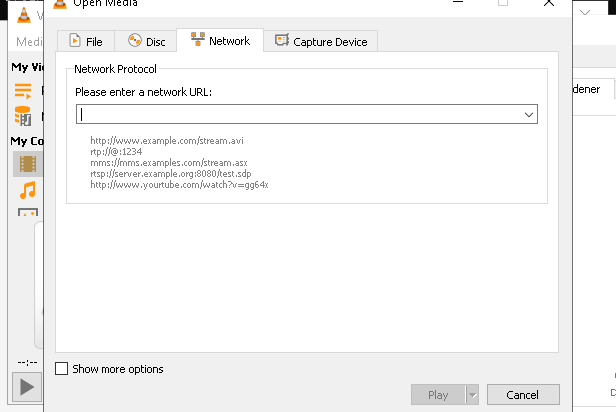 Open Media
Medi
File
Disc
Network
Capture Device
My Vi
Network Protocol
dener
Please enter a network URL:
http://www.example.com/stream.avi
My Co
rtp://@:1234
mms://mms.examples.com/stream.asx
rtsp://server.example.org:8080/test.sdp
http://www.yourtube.com/watch?v=gg64x
--:--
Show more options
Play
Cancel